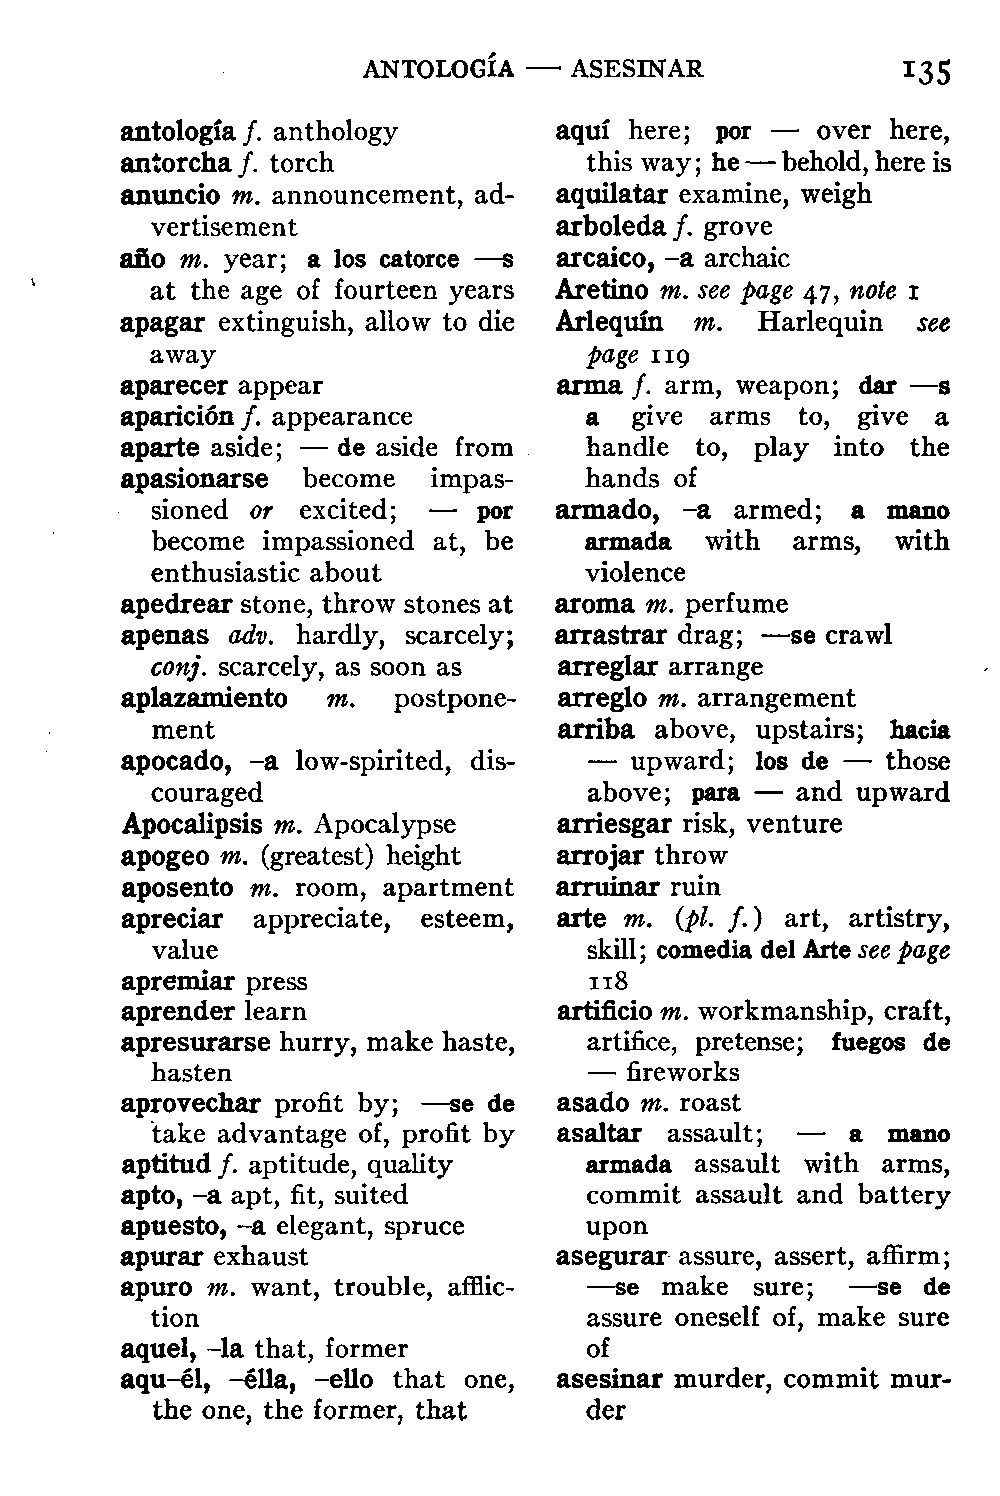 ANTOLOGÍA — ASESINAR 135
antología f. anthology
antorcha f. torch
anuncio m. announcement, ad-
vertisement
año m. year; a los catorce —s
at the age of fourteen years
apagar extinguish, allow to die
away
aparecer appear
aparición f. appearance
aparte aside; — de aside from
apasionarse become impas-
sioned or excited; — por
become impassioned at, be
enthusiastic about
apedrear stone, throw stones at
apenas adv. hardly, scarcely;
conj. scarcely, as soon as
aplazamiento m. postpone-
ment
apocado, -a low-spirited, dis-
couraged
Apocalipsis m. Apocalypse
apogeo m. (greatest) height
aposento m. room, apartment
apreciar appreciate, esteem,
value
apremiar press
aprender learn
apresurarse hurry, make haste,
hasten
aprovechar profit by; —se de
take advantage of, profit by
aptitud f. aptitude, quality
apto, -a apt, fit, suited
apuesto, -a elegant, spruce
apurar exhaust
apuro m. want, trouble, afflic-
tion
aquel, -la that, former
aqu-él, -élla, -ello that one,
the one, the former, that
aquí here; por — over here,
this way; he — behold, here is
aquilatar examine, weigh
arboleda f. grove
arcaico, -a archaic
Aretino m. see page 47, note 1
Arlequín m. Harlequin see
page 119
arma f. arm, weapon; dar —s
a give arms to, give a
handle to, play into the
hands of
armado, -a armed; a mano
armada with arms, with
violence
aroma m. perfume
arrastrar drag; —se crawl
arreglar arrange
arreglo m. arrangement
arriba above, upstairs; hacia
— upward; los de — those
above; para — and upward
arriesgar risk, venture
arrojar throw
arruinar ruin
arte m. (pl. f.) art, artistry,
skill; comedia del Arte see page
118
artificio m. workmanship, craft,
artifice, pretense; fuegos de
— fireworks
asado m. roast
asaltar assault; — a mano
armada assault with arms,
commit assault and battery
upon
asegurar assure, assert, affirm;
—se make sure; —se de
assure oneself of, make sure
of
asesinar murder, commit mur-
der